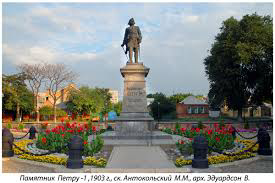 Памятник Петру -1 ,1903 г., ск. Антокольский М.М., арх. Эдуардсон В.